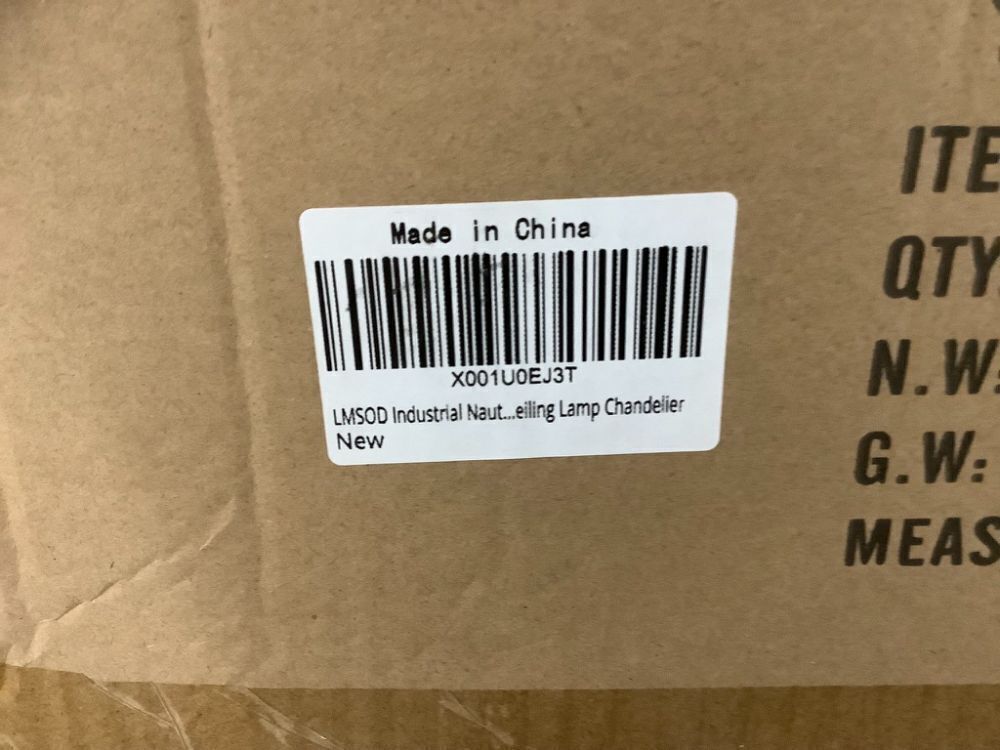 Made in China
X001U0EJ3T
LMSOD Industrial Naut...eiling Lamp Chandelier
New
ITE
QTY
N.W:
G.W:
MEAS